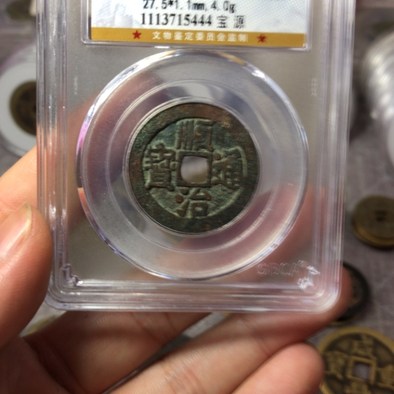 27.5*1.1mm, 4.0g
1113715444 宝 源
★ 文物鉴定委员会监制 ★
順治通寶